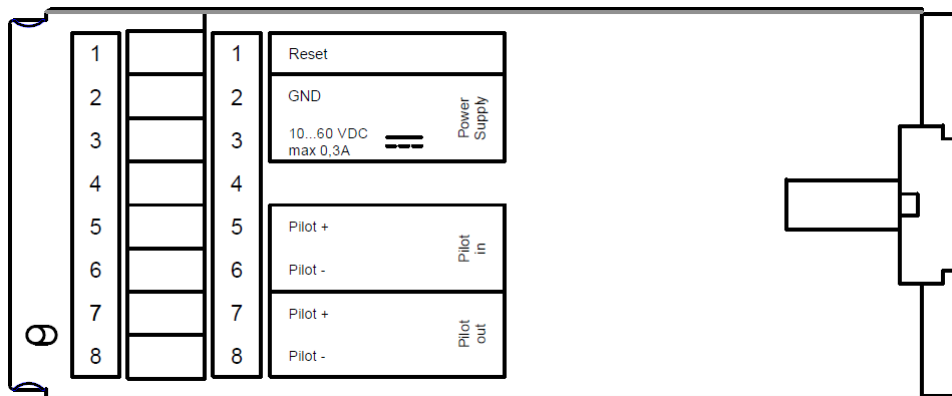 1 1 Reset
2 2 GND
3 3 10...60 VDC
max 0,3A
Power
Supply
4 4
5 5 Pilot +
6 6 Pilot -
Pilot
in
7 7 Pilot +
8 8 Pilot -
Pilot
out